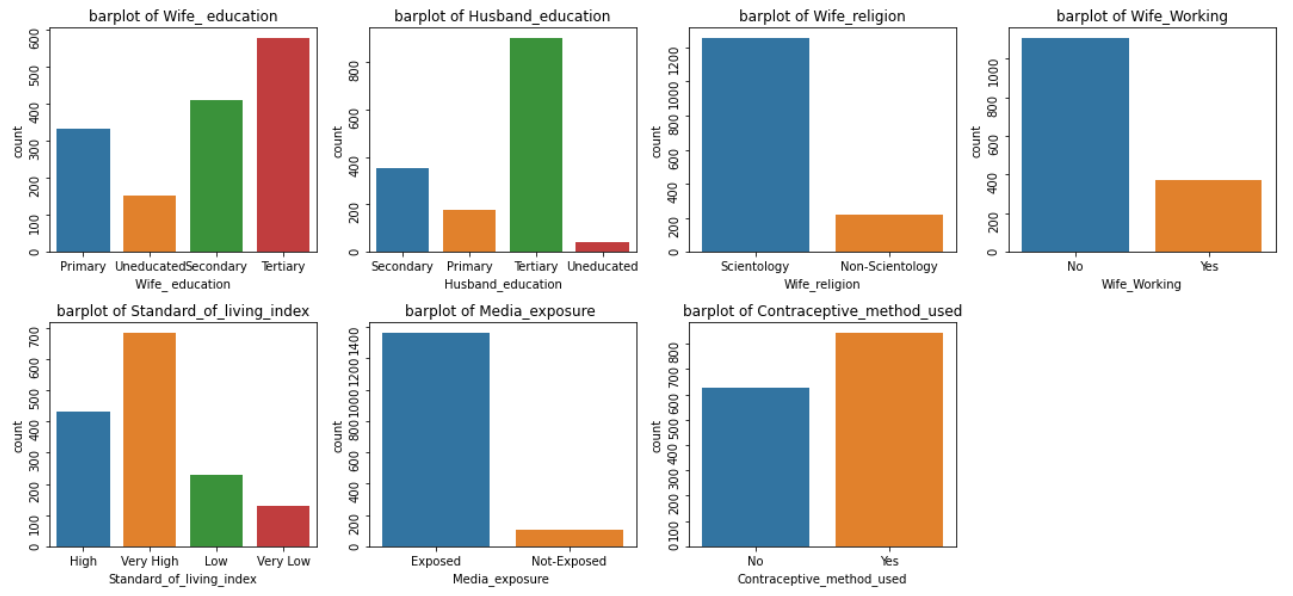 barplot of Wife_ education
600
500
400
300
200
100
0
count
Primary Uneducated Secondary Tertiary
Wife_ education
barplot of Husband_education
800
600
400
200
0
count
Secondary Primary Tertiary Uneducated
Husband_education
barplot of Wife_religion
1200
1000
800
600
400
200
0
count
Scientology Non-Scientology
Wife_religion
barplot of Wife_Working
1000
800
600
400
200
0
count
No Yes
Wife_Working
barplot of Standard_of_living_index
700
600
500
400
300
200
100
0
count
High Very High Low Very Low
Standard_of_living_index
barplot of Media_exposure
1400
1200
1000
800
600
400
200
0
count
Exposed Not-Exposed
Media_exposure
barplot of Contraceptive_method_used
800
700
600
500
400
300
200
100
0
count
No Yes
Contraceptive_method_used